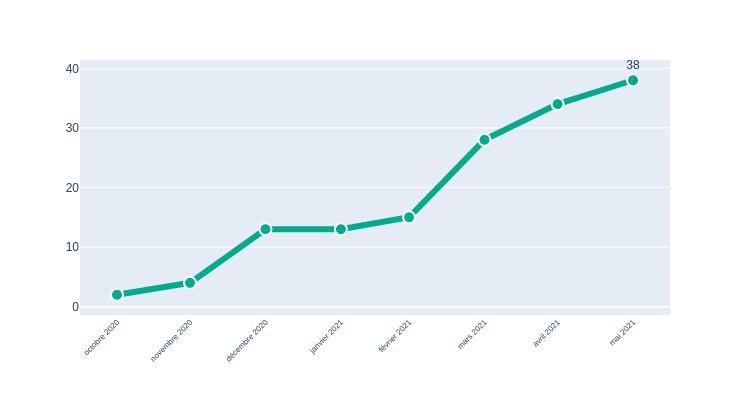 38
40
30
20
10
0
octobre 2020
novembre 2020
décembre 2020
janvier 2021
février 2021
mars 2021
avril 2021
mai 2021